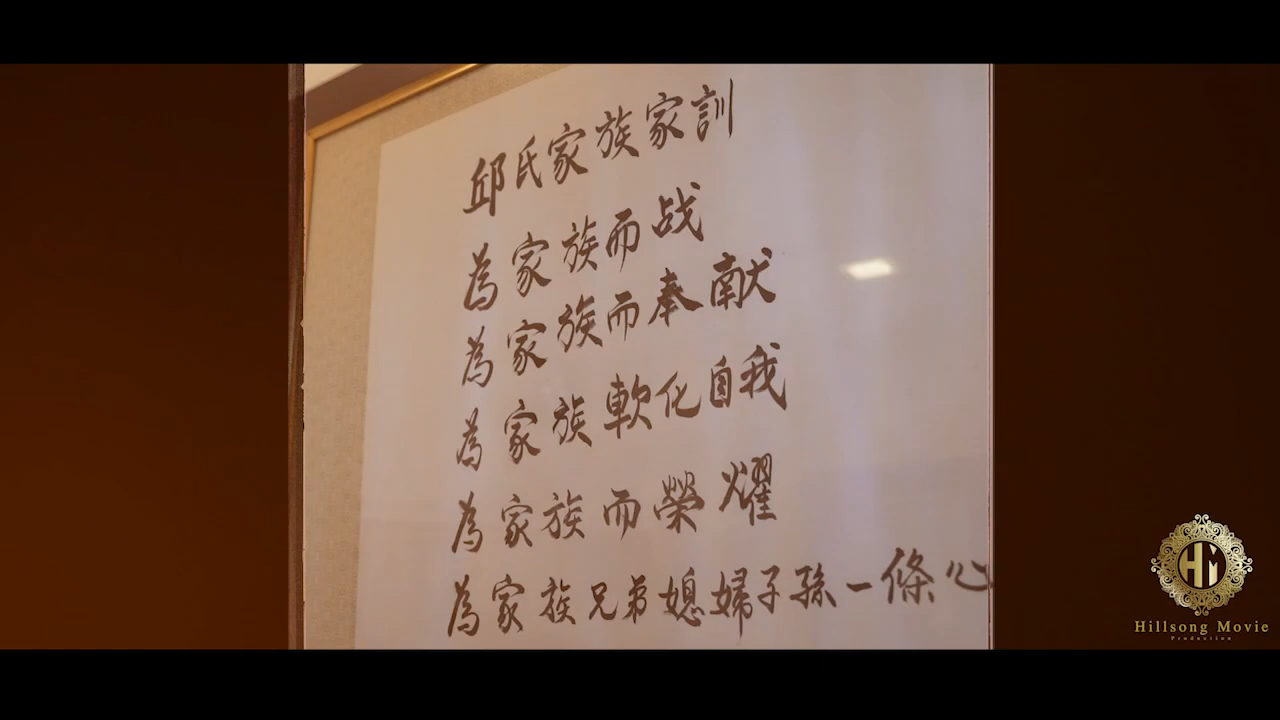 邱氏家族家訓
為家族而战
為家族而奉献
為家族軟化自我
為家族而榮耀
為家族兄弟媳婦子孫一條心
HM
Hillsong Movie
Production